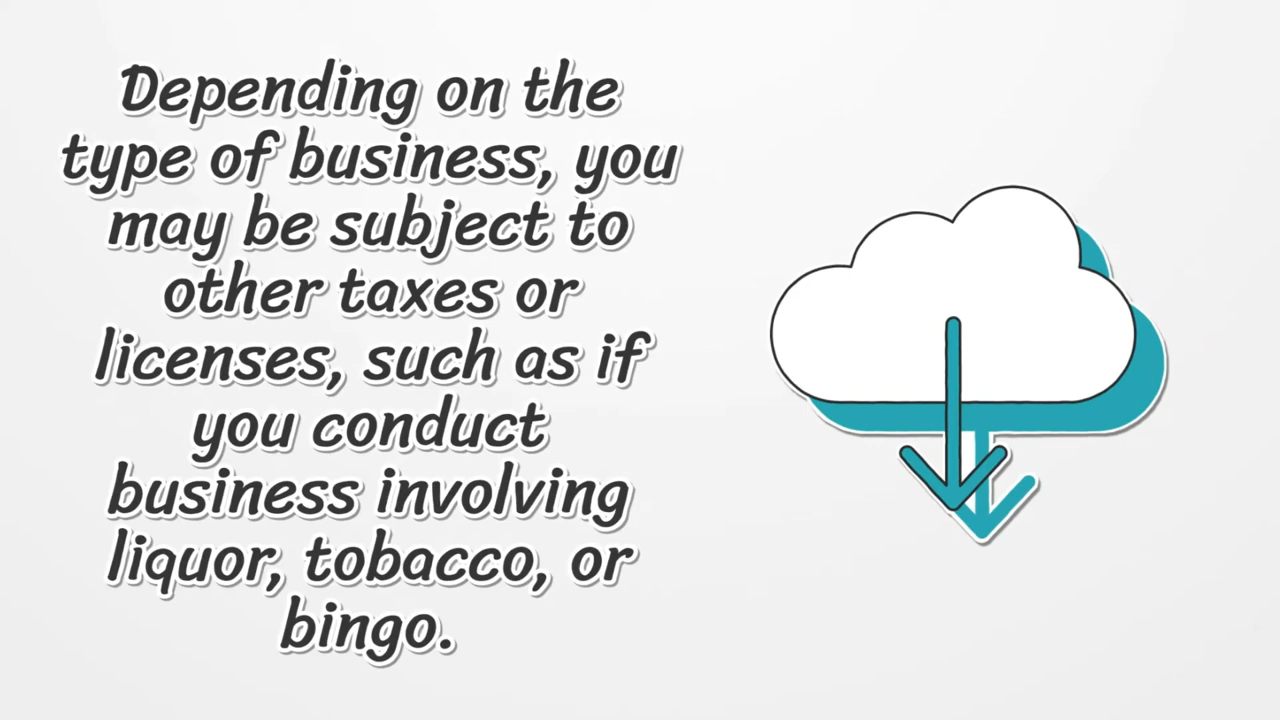 Depending on the
type of business, you
may be subject to
other taxes or
licenses, such as if
you conduct
business involving
liquor, tobacco, or
bingo.